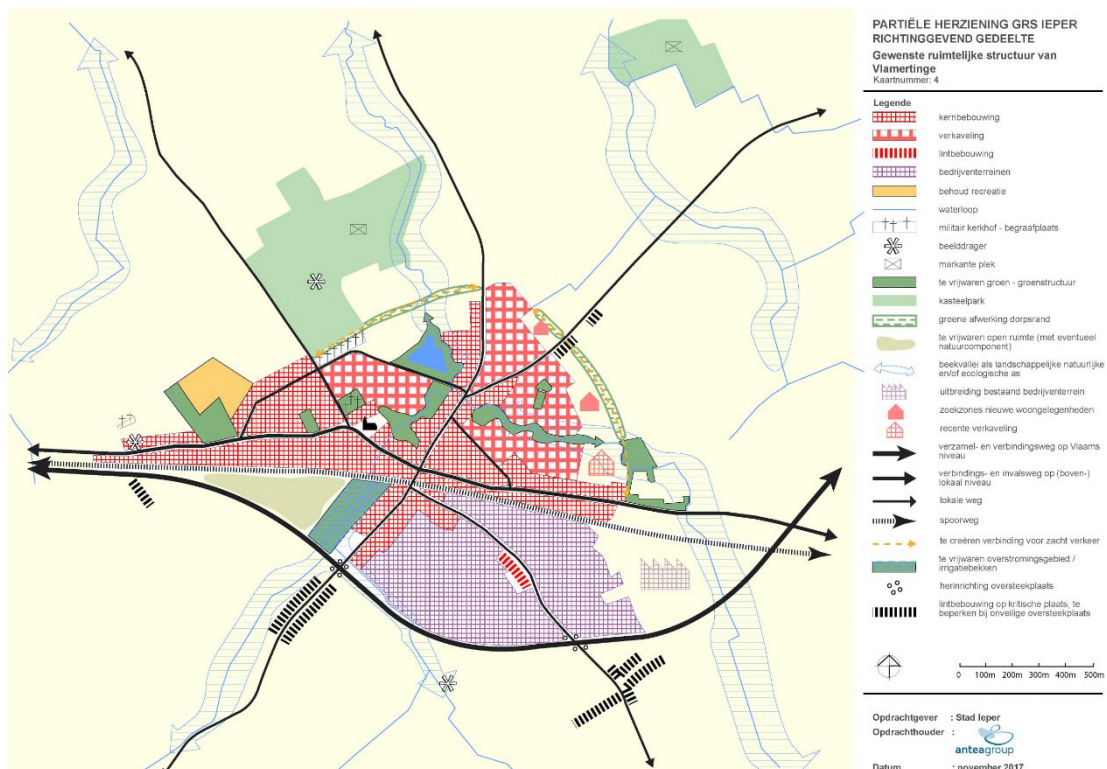 PARTIËLE HERZIENING GRS IEPER
RICHTINGGEVEND GEDEELTE
Gewenste ruimtelijke structuur van
Vlamertinge
Kaartnummer: 4
Legende
kernbebouwing
verkaveling
lintbebouwing
bedrijventerreinen
behoud recreatie
waterloop
militair kerkhof - begraafplaats
beelddrager
markante plek
te vrijwaren groen - groenstructuur
kasteelpark
groene afwerking dorpsrand
te vrijwaren open ruimte (met eventueel
natuurcomponent)
beekvallei als landschappelijke natuurlijke
en/of ecologische as
uitbreiding bestaand bedrijventerrein
zoekzones nieuwe woongelegenheden
recente verkaveling
verzamel- en verbindingsweg op Vlaams
niveau
verbindings- en invalsweg op (boven-)
lokaal niveau
lokale weg
spoorweg
te creëren verbinding voor zacht verkeer
te vrijwaren overstromingsgebied /
irrigatiebekken
herinrichting oversteekplaats
lintbebouwing op kritische plaats, te
beperken bij onveilige oversteekplaats
0 100m 200m 300m 400m 500m
Opdrachtgever : Stad Ieper
Opdrachthouder :
anteagroup
Datum : november 2017